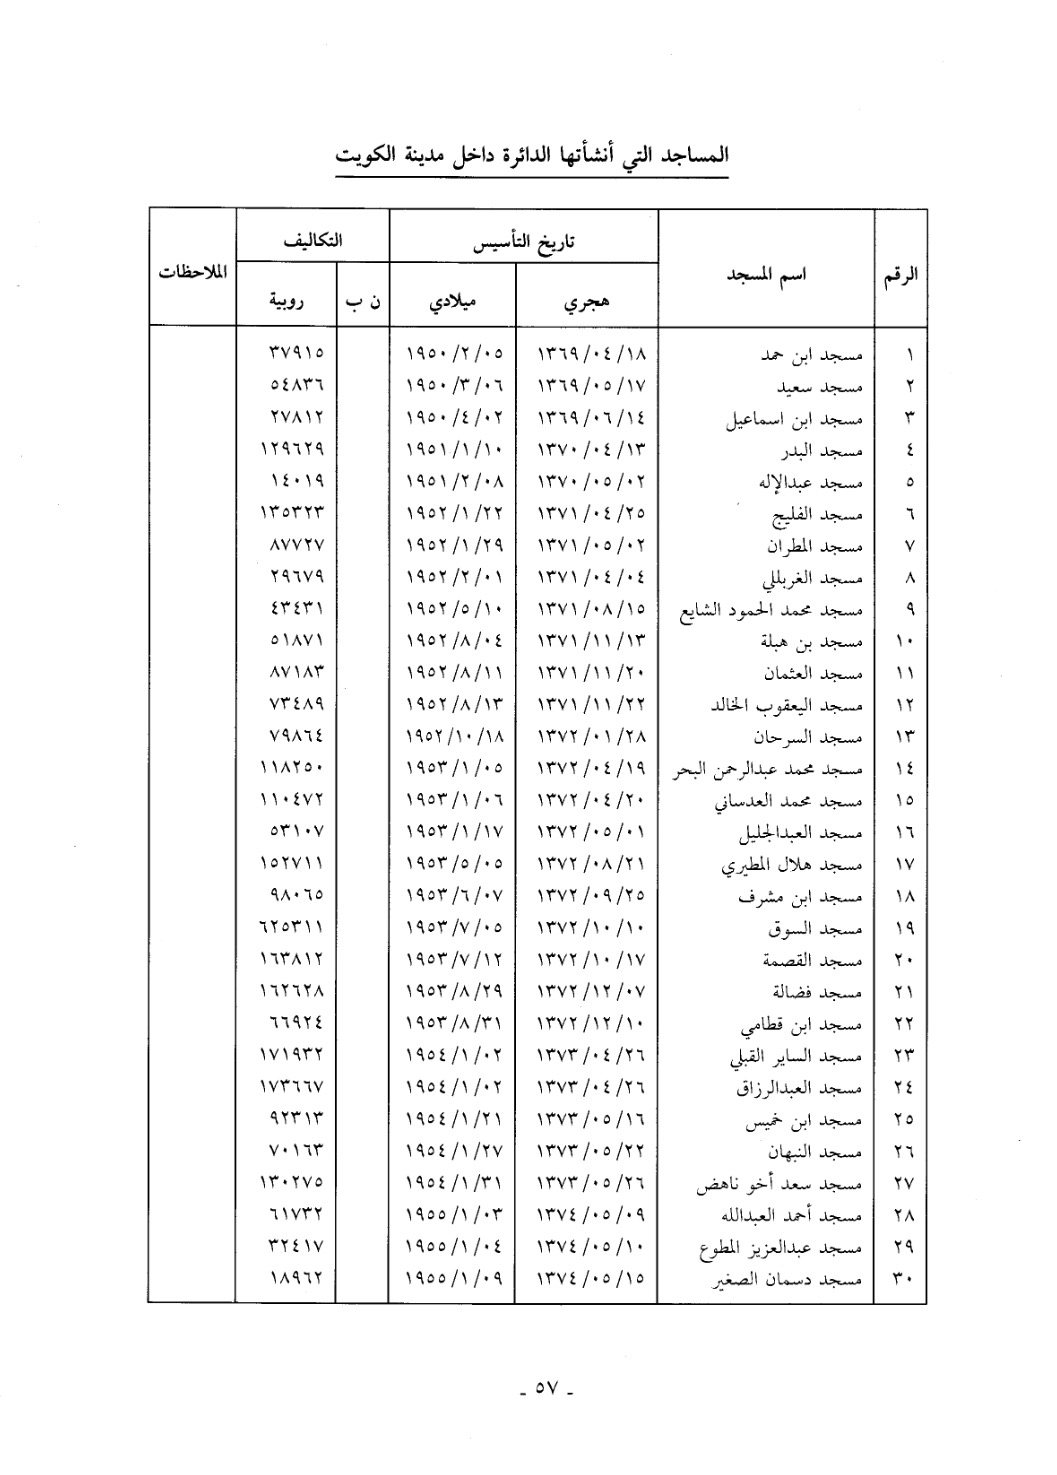 المساجد التي أنشأتها الدائرة داخل مدينة الكويت
الرقم اسم المسجد تاريخ التأسيس التكاليف الملاحظات
هجري ميلادي ن ب روبية
١ مسجد ابن حمد ١٣٦٩/٠٤/١٨ ١٩٥٠/٢/٠٥ ٣٧٩١٥
٢ مسجد سعيد ١٣٦٩/٠٥/١٧ ١٩٥٠/٣/٠٦ ٥٤٨٣٦
٣ مسجد ابن اسماعيل ١٣٦٩/٠٦/١٤ ١٩٥٠/٤/٠٢ ٢٧٨١٢
٤ مسجد البدر ١٣٧٠/٠٤/١٣ ١٩٥١/١/١٠ ١٢٩٦٢٩
٥ مسجد عبدالإله ١٣٧٠/٠٥/٠٢ ١٩٥١/٢/٠٨ ١٤٠١٩
٦ مسجد الفليج ١٣٧١/٠٤/٢٥ ١٩٥٢/١/٢٢ ١٣٥٣٢٣
٧ مسجد المطران ١٣٧١/٠٥/٠٢ ١٩٥٢/١/٢٩ ٨٧٧٢٧
٨ مسجد الغربللي ١٣٧١/٠٤/٠٤ ١٩٥٢/٢/٠١ ٢٩٦٧٩
٩ مسجد محمد الحمود الشايع ١٣٧١/٠٨/١٥ ١٩٥٢/٥/١٠ ٤٣٤٣١
١٠ مسجد بن هبلة ١٣٧١/١١/١٣ ١٩٥٢/٨/٠٤ ٥١٨٧١
١١ مسجد العثمان ١٣٧١/١١/٢٠ ١٩٥٢/٨/١١ ٨٧١٨٣
١٢ مسجد اليعقوب الخالد ١٣٧١/١١/٢٢ ١٩٥٢/٨/١٣ ٧٣٤٨٩
١٣ مسجد السرحان ١٣٧٢/٠١/٢٨ ١٩٥٢/١٠/١٨ ٧٩٨٦٤
١٤ مسجد محمد عبدالرحمن البحر ١٣٧٢/٠٤/١٩ ١٩٥٣/١/٠٥ ١١٨٢٥٠
١٥ مسجد محمد العدساني ١٣٧٢/٠٤/٢٠ ١٩٥٣/١/٠٦ ١١٠٤٧٢
١٦ مسجد العبدالجليل ١٣٧٢/٠٥/٠١ ١٩٥٣/١/١٧ ٥٣١٠٧
١٧ مسجد هلال المطيري ١٣٧٢/٠٨/٢١ ١٩٥٣/٥/٠٥ ١٥٢٧١١
١٨ مسجد ابن مشرف ١٣٧٢/٠٩/٢٥ ١٩٥٣/٦/٠٧ ٩٨٠٦٥
١٩ مسجد السوق ١٣٧٢/١٠/١٠ ١٩٥٣/٧/٠٥ ٦٢٥٣١١
٢٠ مسجد القصمة ١٣٧٢/١٠/١٧ ١٩٥٣/٧/١٢ ١٦٣٨١٢
٢١ مسجد فضالة ١٣٧٢/١٢/٠٧ ١٩٥٣/٨/٢٩ ١٦٢٦٢٨
٢٢ مسجد ابن قطامي ١٣٧٢/١٢/١٠ ١٩٥٣/٨/٣١ ٦٦٩٢٤
٢٣ مسجد الساير القبلي ١٣٧٣/٠٤/٢٦ ١٩٥٤/١/٠٢ ١٧١٩٣٢
٢٤ مسجد العبدالرزاق ١٣٧٣/٠٤/٢٦ ١٩٥٤/١/٠٢ ١٧٣٦٦٧
٢٥ مسجد ابن خميس ١٣٧٣/٠٥/١٦ ١٩٥٤/١/٢١ ٩٢٣١٣
٢٦ مسجد النبهان ١٣٧٣/٠٥/٢٢ ١٩٥٤/١/٢٧ ٧٠١٦٣
٢٧ مسجد سعد أخو ناهض ١٣٧٣/٠٥/٢٦ ١٩٥٤/١/٣١ ١٣٠٢٧٥
٢٨ مسجد أحمد العبدالله ١٣٧٤/٠٥/٠٩ ١٩٥٥/١/٠٣ ٦١٧٣٢
٢٩ مسجد عبدالعزيز المطوع ١٣٧٤/٠٥/١٠ ١٩٥٥/١/٠٤ ٣٢٤١٧
٣٠ مسجد دسمان الصغير ١٣٧٤/٠٥/١٥ ١٩٥٥/١/٠٩ ١٨٩٦٢
ـ ٥٧ ـ